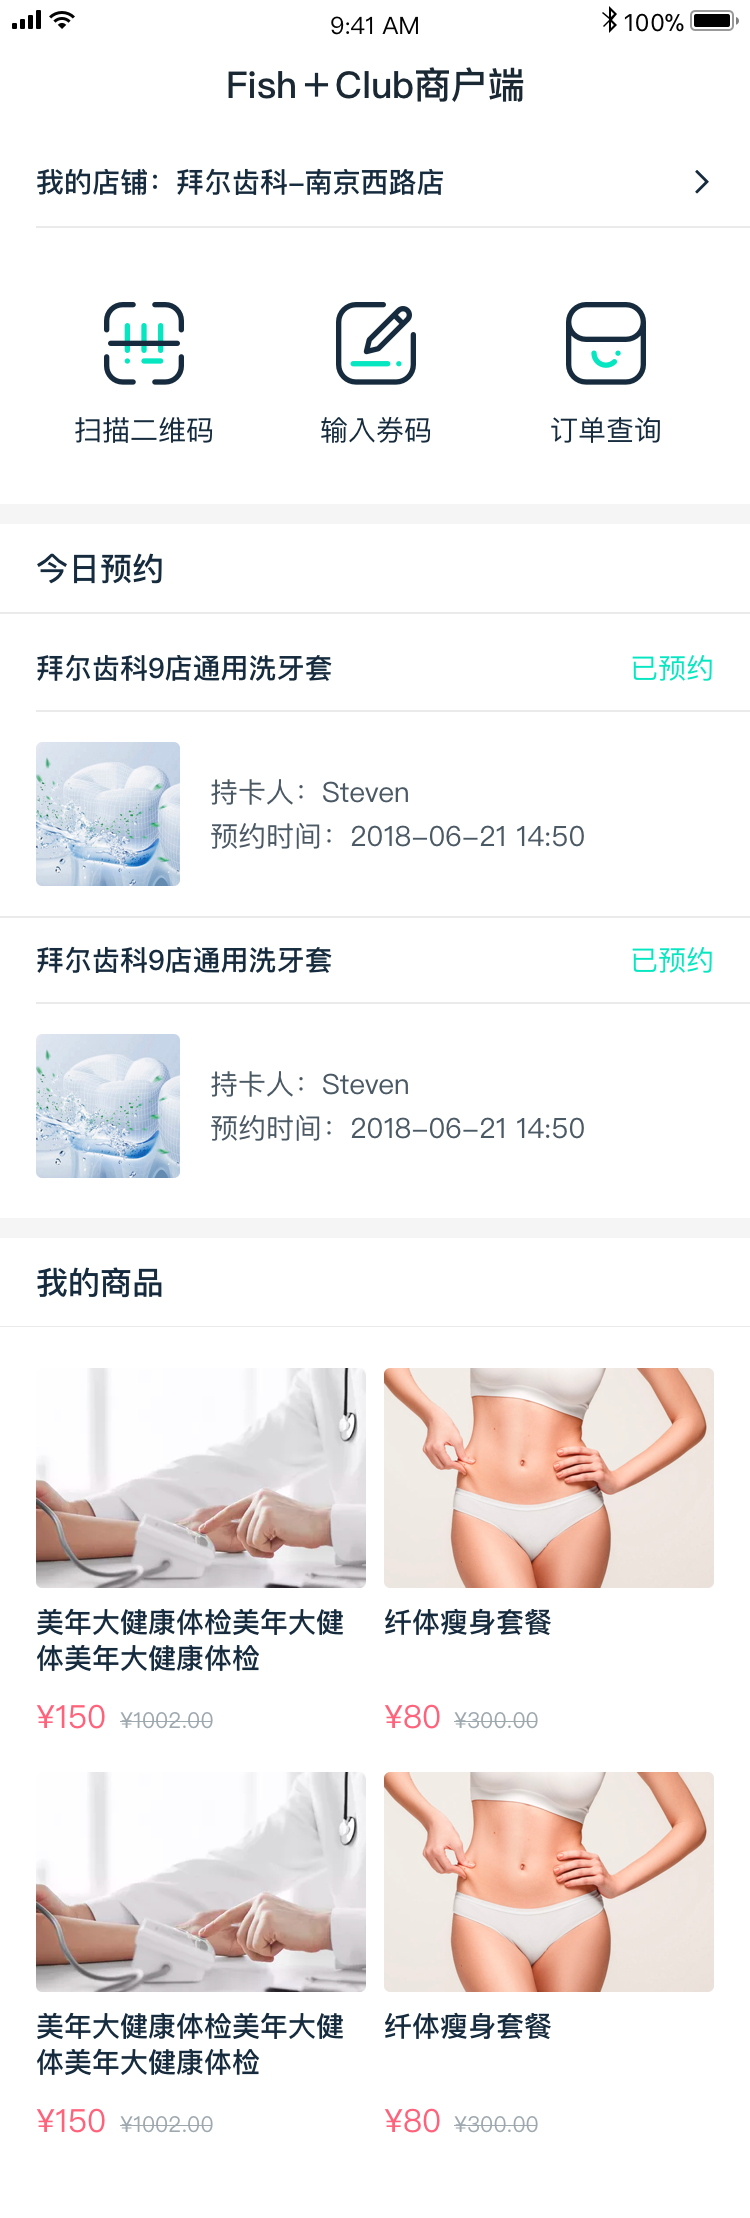 9:41 AM
100%
Fish＋Club商户端
我的店铺：拜尔齿科-南京西路店
扫描二维码
输入券码
订单查询
今日预约
拜尔齿科9店通用洗牙套
已预约
持卡人：Steven
预约时间：2018-06-21 14:50
拜尔齿科9店通用洗牙套
已预约
持卡人：Steven
预约时间：2018-06-21 14:50
我的商品
美年大健康体检美年大健
体美年大健康体检
¥150 ¥1002.00
纤体瘦身套餐
¥80 ¥300.00
美年大健康体检美年大健
体美年大健康体检
¥150 ¥1002.00
纤体瘦身套餐
¥80 ¥300.00